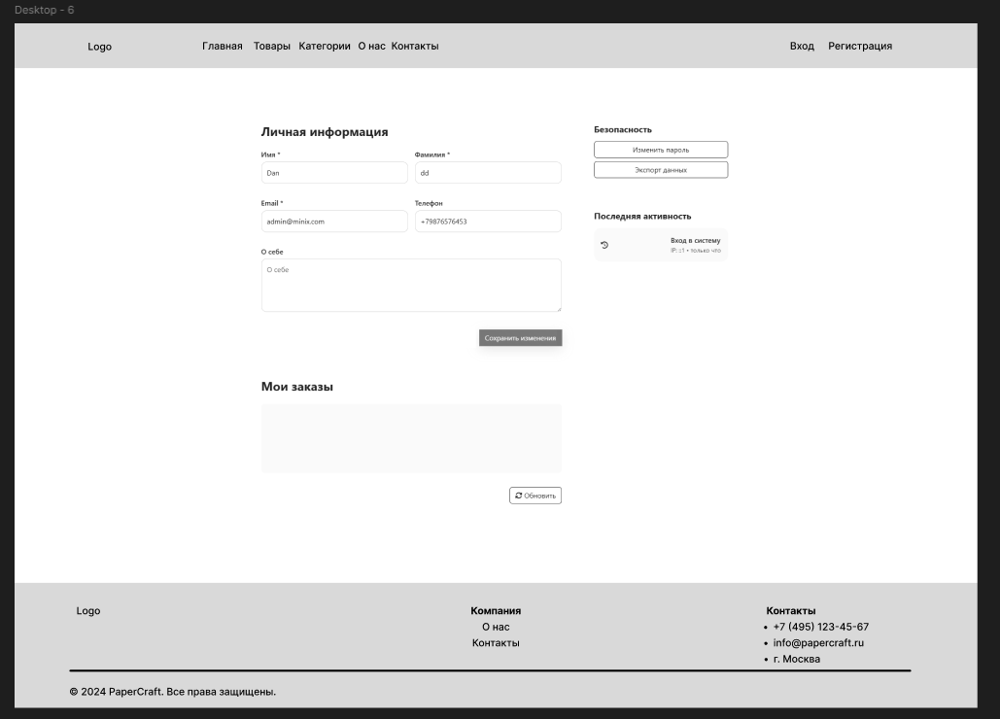 Desktop - 6
Logo
Главная Товары Категории О нас Контакты
Вход Регистрация
Личная информация
Имя * Фамилия *
Dan dd
Email * Телефон
admin@minix.com +79876576453
О себе
О себе
Сохранить изменения
Безопасность
Изменить пароль
Экспорт данных
Последняя активность
Вход в систему
IP: ::1 • только что
Мои заказы
Обновить
Logo
Компания
О нас
Контакты
Контакты
• +7 (495) 123-45-67
• info@papercraft.ru
• г. Москва
© 2024 PaperCraft. Все права защищены.